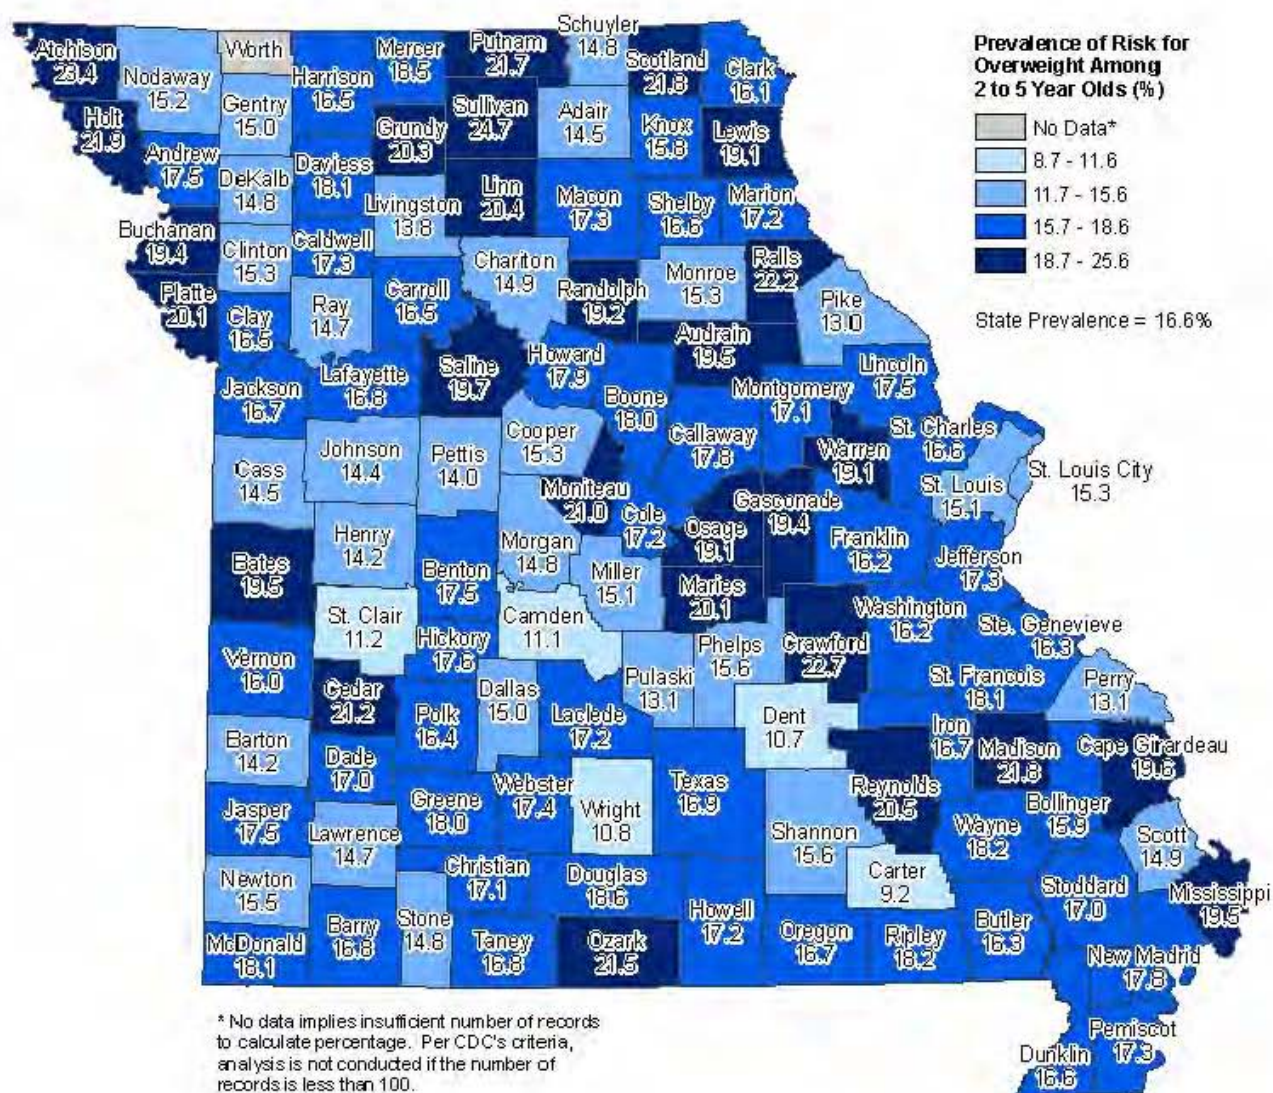 Schuyler
14.8
Atchison
23.4
Nodaway
15.2
Worth
Harrison
16.5
Mercer
18.5
Putnam
21.7
Scotland
21.8
Clark
16.1
Holt
21.9
Andrew
17.5
Gentry
15.0
Grundy
20.3
Sullivan
24.7
Adair
14.5
Knox
15.8
Lewis
19.1
DeKalb
14.8
Daviess
18.1
Livingston
13.8
Linn
20.4
Macon
17.3
Shelby
16.6
Marion
17.2
Buchanan
19.4
Clinton
15.3
Caldwell
17.3
Chariton
14.9
Randolph
19.2
Monroe
15.3
Ralls
22.2
Platte
20.1
Clay
16.5
Ray
14.7
Carroll
16.5
Pike
13.0
Audrain
19.5
Jackson
16.7
Lafayette
16.8
Saline
19.7
Howard
17.9
Boone
18.0
Montgomery
17.1
Lincoln
17.5
Cass
14.5
Johnson
14.4
Pettis
14.0
Cooper
15.3
Callaway
17.8
Warren
19.1
St. Charles
16.6
St. Louis
15.1
St. Louis City
15.3
Moniteau
21.0
Cole
17.2
Osage
19.1
Gasconade
19.4
Franklin
16.2
Jefferson
17.3
Bates
19.5
Henry
14.2
Benton
17.5
Morgan
14.8
Miller
15.1
Maries
20.1
St. Clair
11.2
Hickory
17.6
Camden
11.1
Pulaski
13.1
Phelps
15.6
Crawford
22.7
Washington
16.2
Ste. Genevieve
16.3
St. Francois
18.1
Perry
13.1
Vernon
16.0
Cedar
21.2
Polk
16.4
Dallas
15.0
Laclede
17.2
Dent
10.7
Iron
16.7
Madison
21.8
Cape Girardeau
19.6
Barton
14.2
Dade
17.0
Greene
18.0
Webster
17.4
Wright
10.8
Texas
16.9
Reynolds
20.5
Bollinger
15.9
Jasper
17.5
Lawrence
14.7
Shannon
15.6
Wayne
18.2
Scott
14.9
Newton
15.5
Christian
17.1
Douglas
18.6
Carter
9.2
Stoddard
17.0
Mississippi
19.5
McDonald
18.1
Barry
16.8
Stone
14.8
Taney
16.8
Ozark
21.5
Howell
17.2
Oregon
16.7
Ripley
18.2
Butler
16.3
New Madrid
17.8
Pemiscot
17.3
Dunklin
16.6
Prevalence of Risk for
Overweight Among
2 to 5 Year Olds (%)
No Data*
8.7 - 11.6
11.7 - 15.6
15.7 - 18.6
18.7 - 25.6
State Prevalence = 16.6%
* No data implies insufficient number of records
to calculate percentage. Per CDC's criteria,
analysis is not conducted if the number of
records is less than 100.